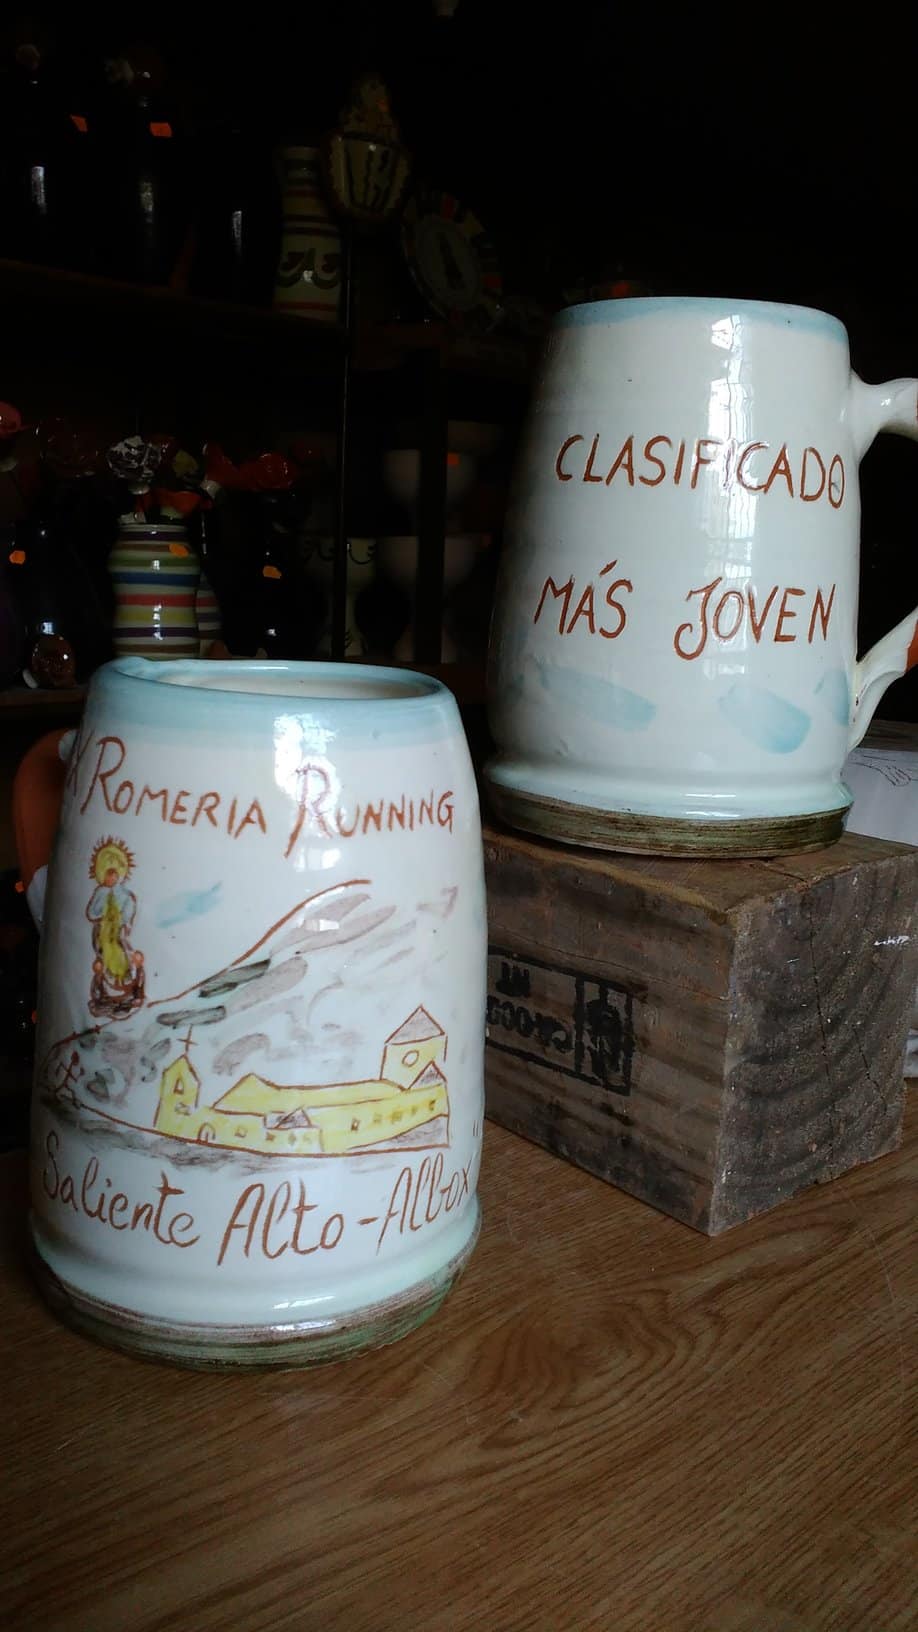 ROMERIA RUNNING
Saliente Alto-Albox
CLASIFICADO
MÁS JOVEN